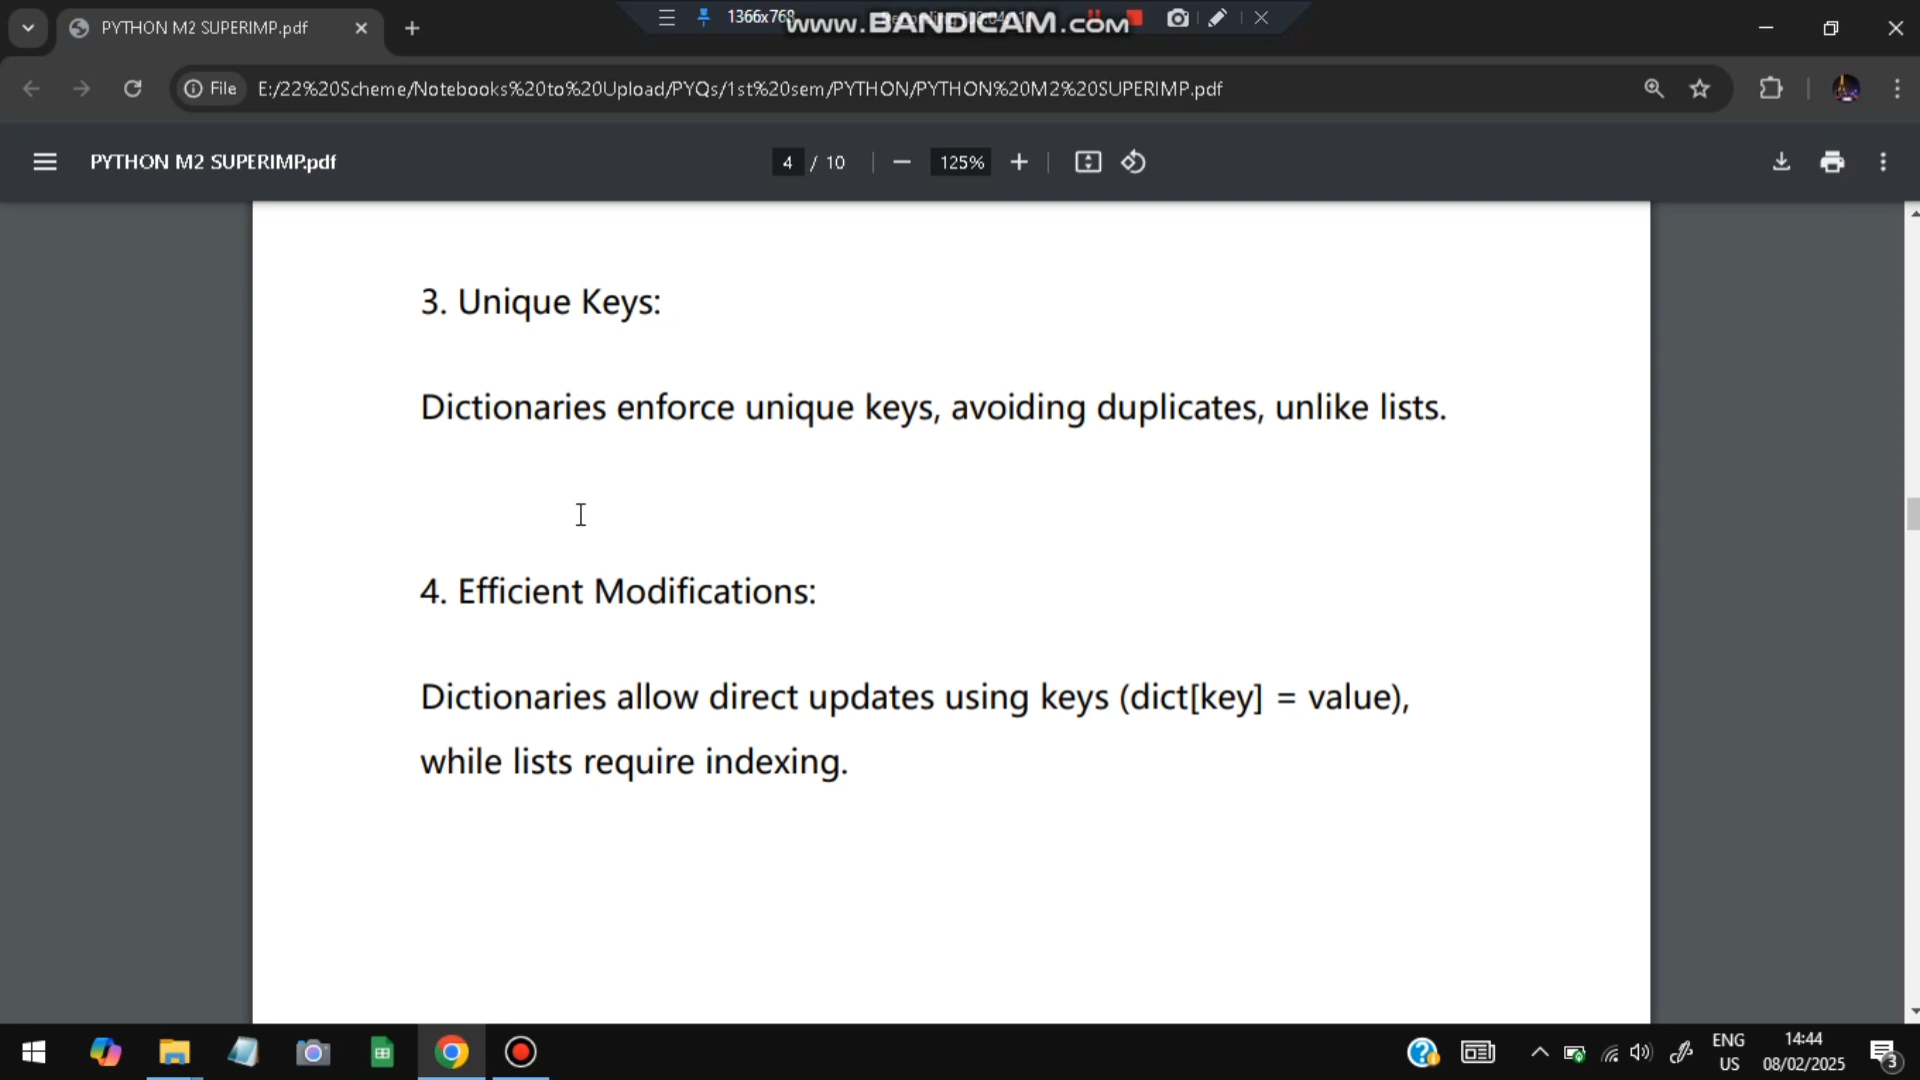 PYTHON M2 SUPERIMP.pdf
1366x768
www.BANDICAM.com
File
E:/22%20Scheme/Notebooks%20to%20Upload/PYQs/1st%20sem/PYTHON/PYTHON%20M2%20SUPERIMP.pdf
PYTHON M2 SUPERIMP.pdf
4 / 10
125%
3. Unique Keys:
Dictionaries enforce unique keys, avoiding duplicates, unlike lists.
4. Efficient Modifications:
Dictionaries allow direct updates using keys (dict[key] = value),
while lists require indexing.
ENG
US
14:44
08/02/2025
3